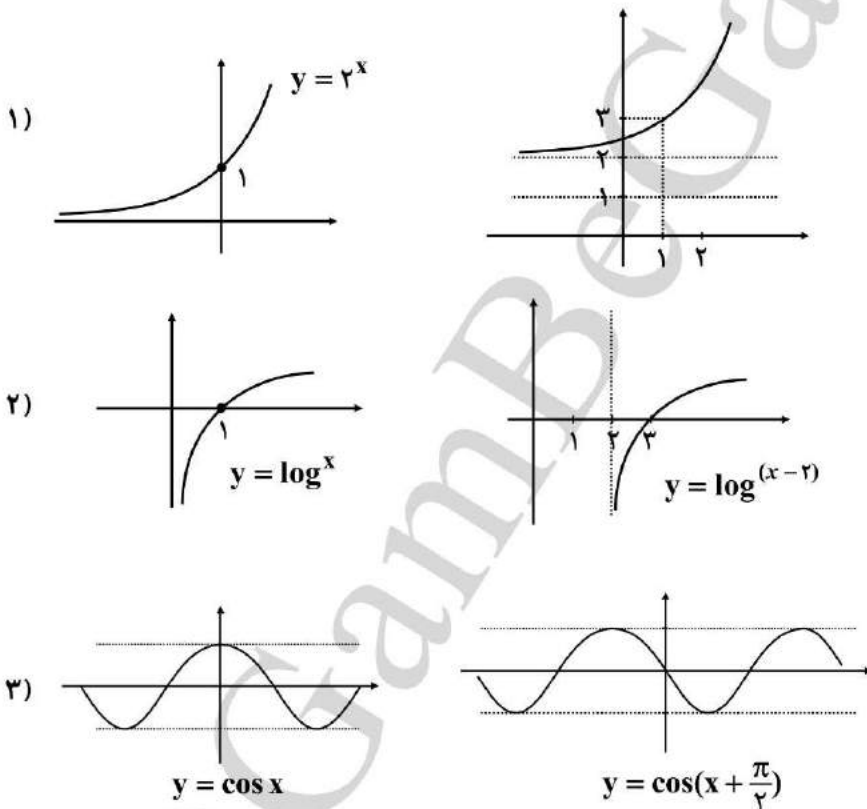 ۱)
y = ۲^x
۱
۳
۲
۱
۱ ۲
۲)
۱
y = log^x
۱ ۲ ۳
y = log^(x − ۲)
۳)
y = cos x
y = cos(x + π/۲)
GamBeGa